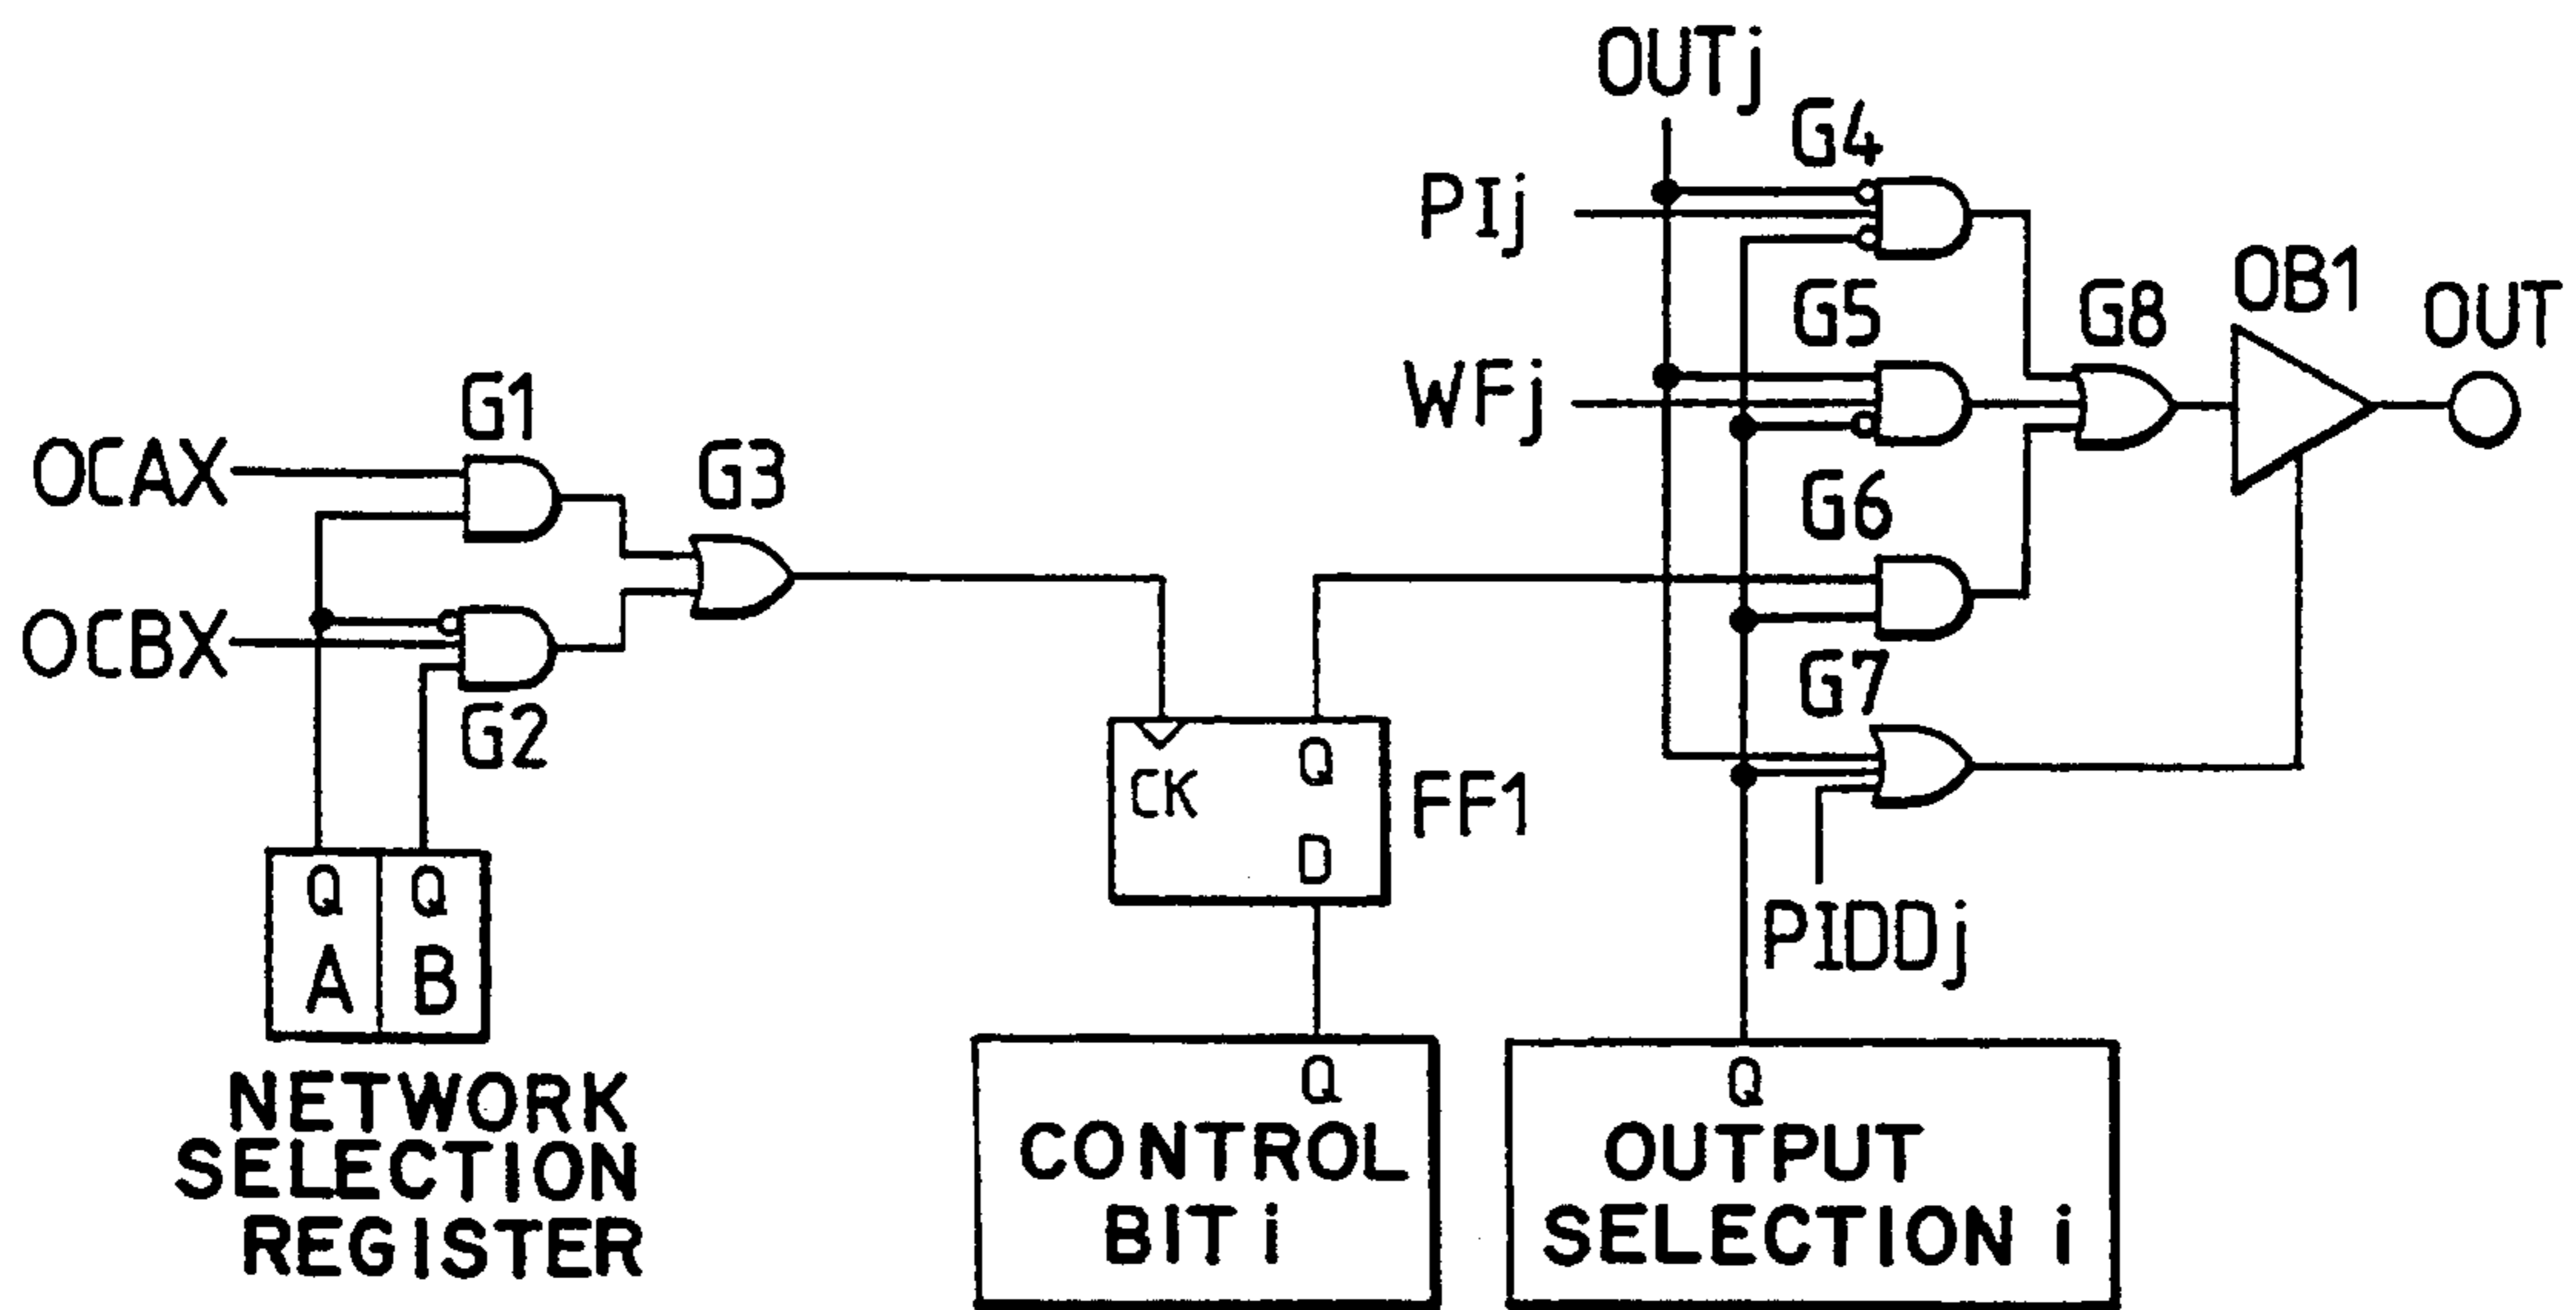 OUTj
G4
PIj
G5
OB1
G8
OUT
WFj
G1
G3
OCAX
G6
OCBX
G2
G7
CK
Q
D
FF1
Q
Q
A
B
PIDDj
NETWORK
SELECTION
REGISTER
Q
CONTROL
BIT i
Q
OUTPUT
SELECTION i